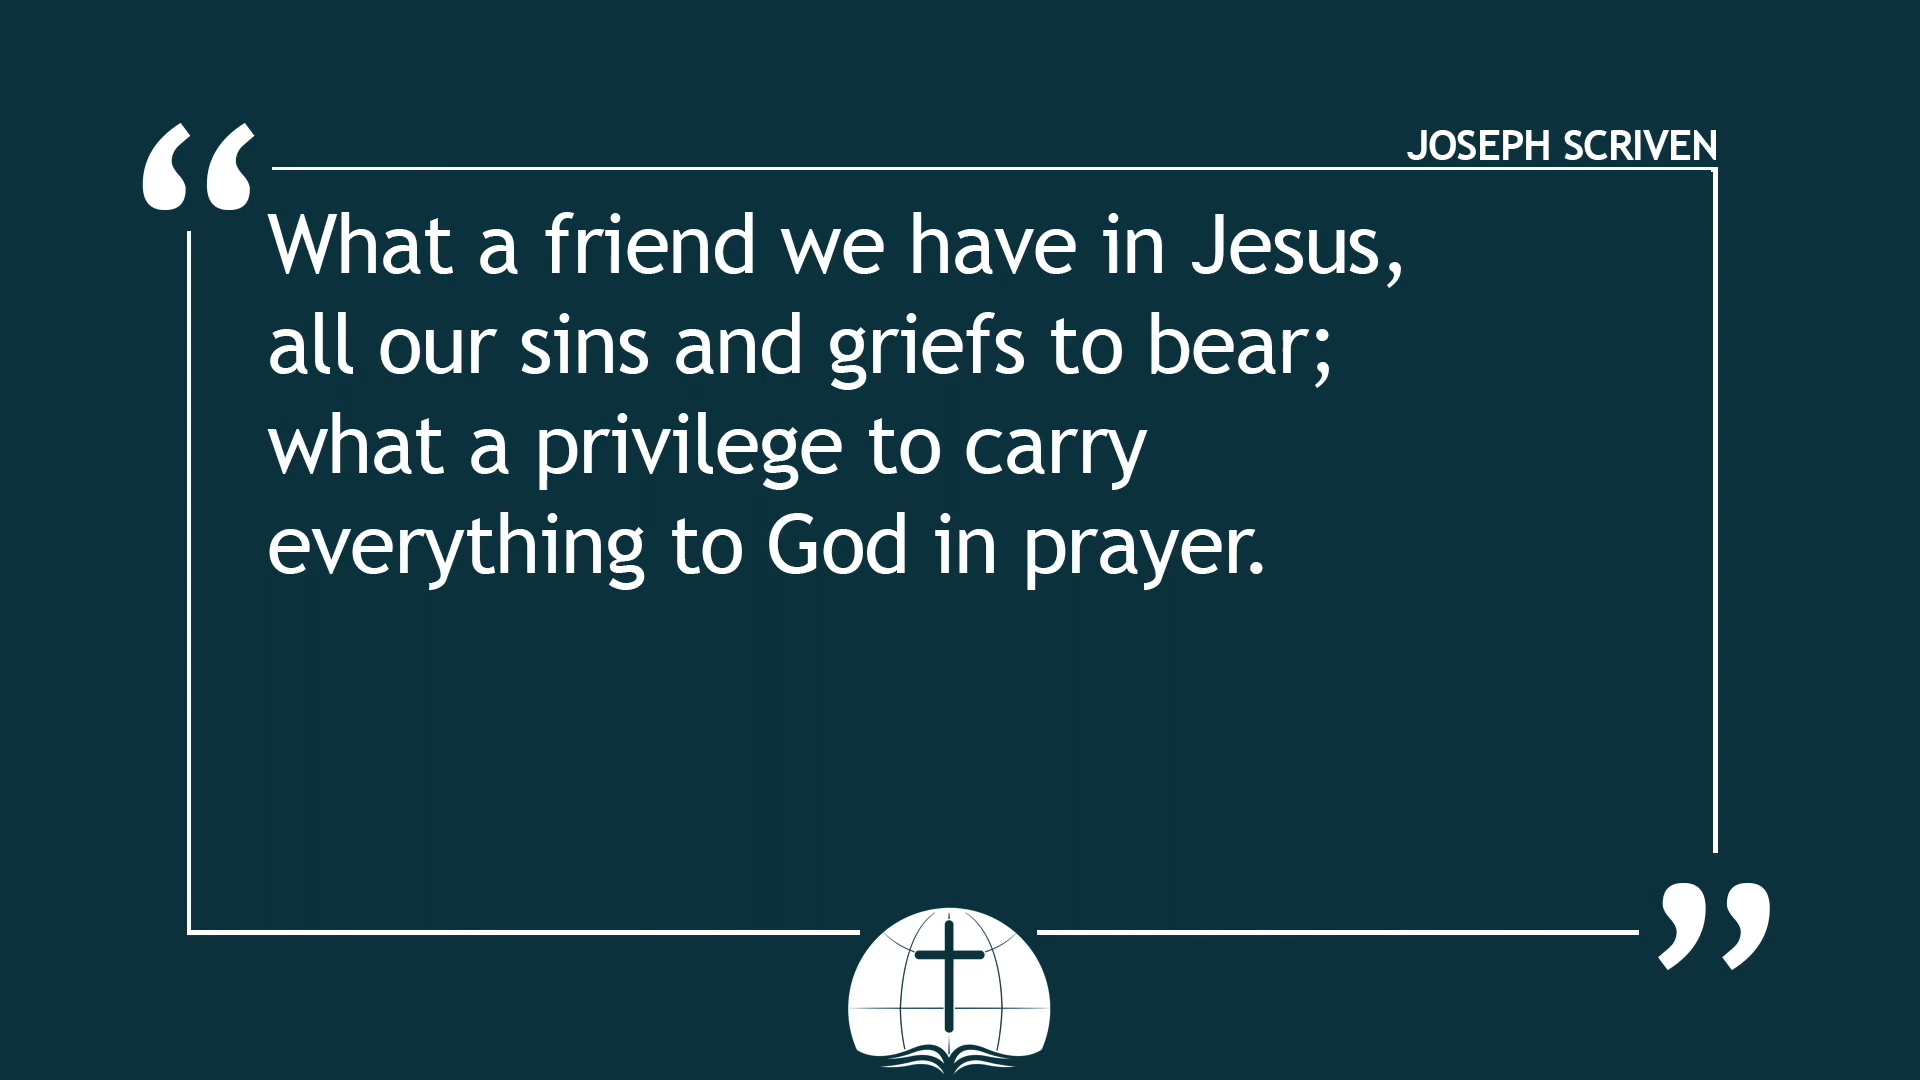 JOSEPH SCRIVEN
“What a friend we have in Jesus,
all our sins and griefs to bear;
what a privilege to carry
everything to God in prayer.”